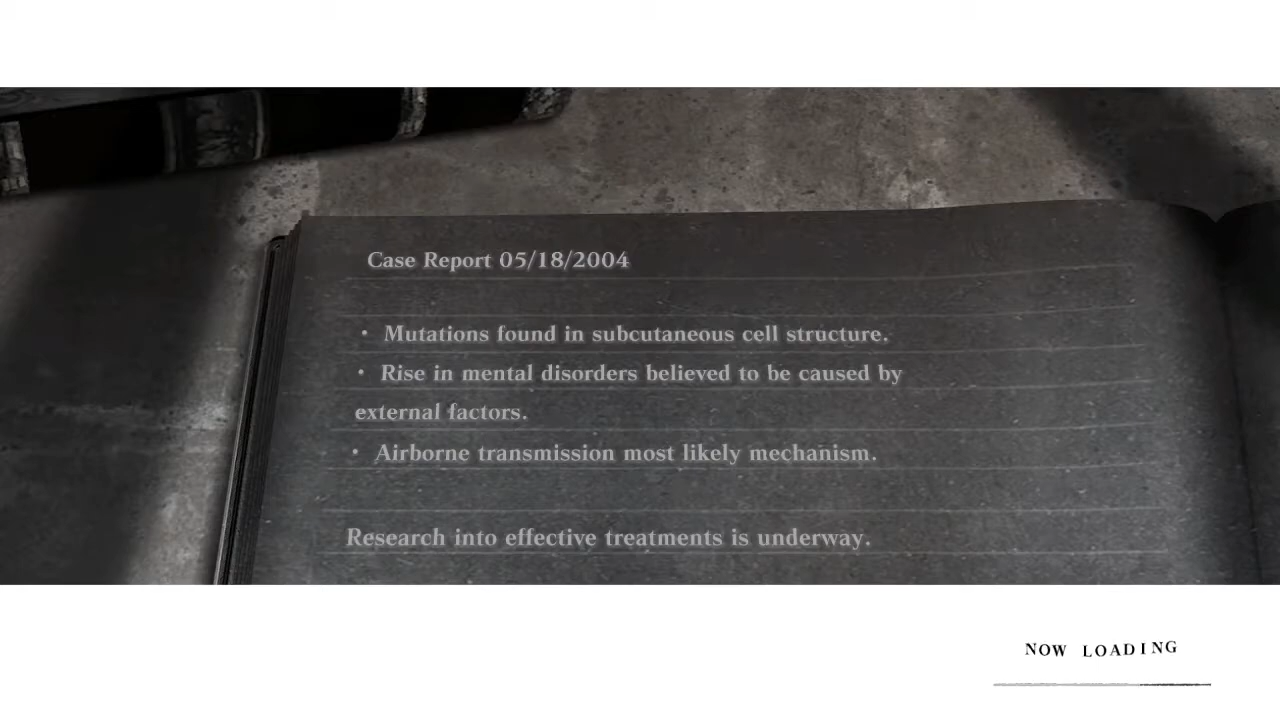 Case Report 05/18/2004
• Mutations found in subcutaneous cell structure.
• Rise in mental disorders believed to be caused by
external factors.
• Airborne transmission most likely mechanism.
Research into effective treatments is underway.
NOW LOADING